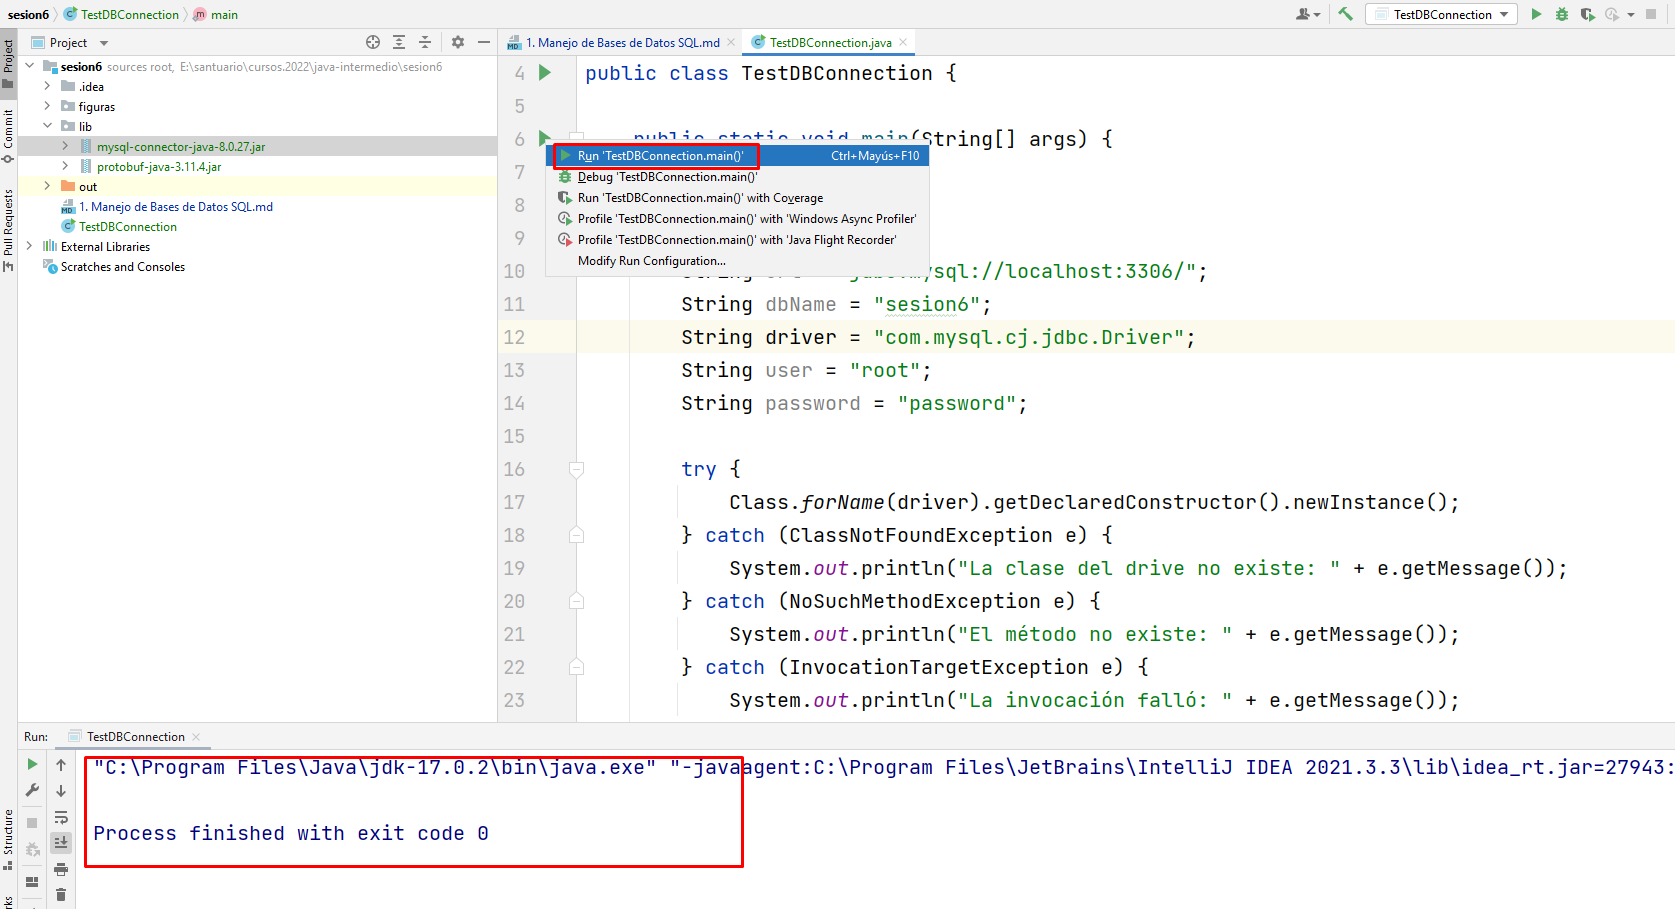 sesion6 TestDBConnection main
TestDBConnection
Project
1. Manejo de Bases de Datos SQL.md
TestDBConnection.java
Project
Commit
Pull Requests
Structure
sesion6 sources root, E:\santuario\cursos.2022\java-intermedio\sesion6
.idea
figuras
lib
mysql-connector-java-8.0.27.jar
protobuf-java-3.11.4.jar
out
1. Manejo de Bases de Datos SQL.md
TestDBConnection
External Libraries
Scratches and Consoles
4 public class TestDBConnection {
5
6 public static void main(String[] args) {
7
8
9
Run 'TestDBConnection.main()' Ctrl+Mayús+F10
Debug 'TestDBConnection.main()'
Run 'TestDBConnection.main()' with Coverage
Profile 'TestDBConnection.main()' with 'Windows Async Profiler'
Profile 'TestDBConnection.main()' with 'Java Flight Recorder'
Modify Run Configuration...
10 mysql://localhost:3306/";
11 String dbName = "sesion6";
12 String driver = "com.mysql.cj.jdbc.Driver";
13 String user = "root";
14 String password = "password";
15
16 try {
17 Class.forName(driver).getDeclaredConstructor().newInstance();
18 } catch (ClassNotFoundException e) {
19 System.out.println("La clase del drive no existe: " + e.getMessage());
20 } catch (NoSuchMethodException e) {
21 System.out.println("El método no existe: " + e.getMessage());
22 } catch (InvocationTargetException e) {
23 System.out.println("La invocación falló: " + e.getMessage());
Run: TestDBConnection
"C:\Program Files\Java\jdk-17.0.2\bin\java.exe" "-javaagent:C:\Program Files\JetBrains\IntelliJ IDEA 2021.3.3\lib\idea_rt.jar=27943:
Process finished with exit code 0